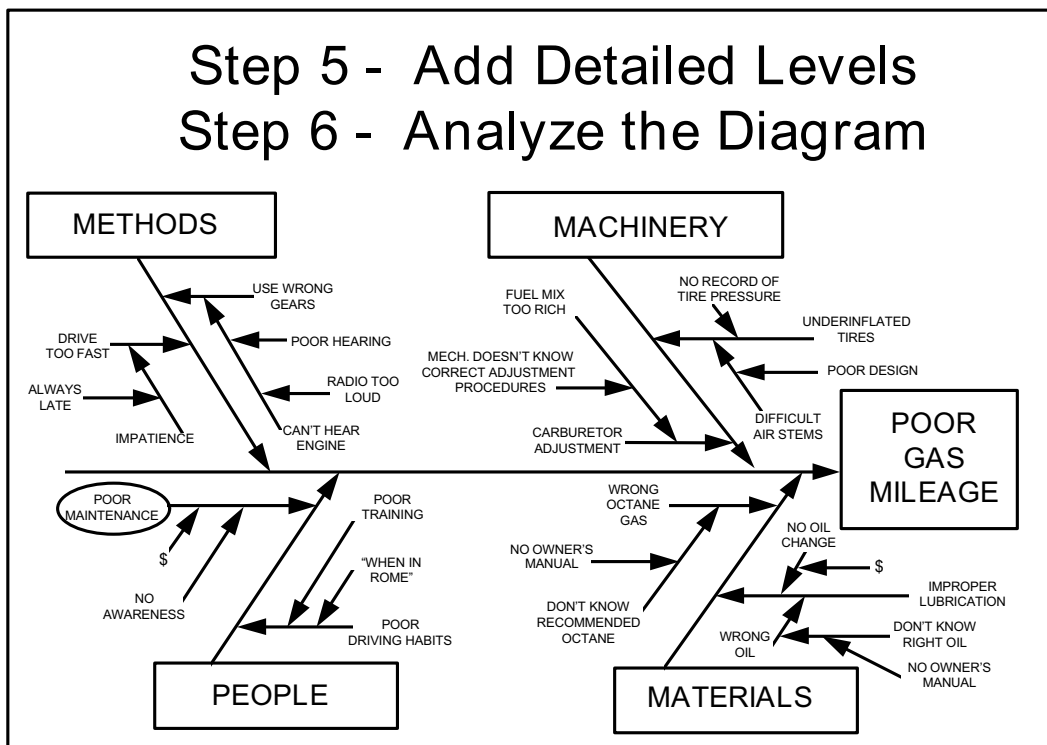 Step 5 - Add Detailed Levels
Step 6 - Analyze the Diagram
METHODS
MACHINERY
USE WRONG
GEARS
DRIVE
TOO FAST
POOR HEARING
ALWAYS
LATE
RADIO TOO
LOUD
IMPATIENCE
CAN'T HEAR
ENGINE
NO RECORD OF
TIRE PRESSURE
FUEL MIX
TOO RICH
UNDERINFLATED
TIRES
MECH. DOESN'T KNOW
CORRECT ADJUSTMENT
PROCEDURES
POOR DESIGN
DIFFICULT
AIR STEMS
CARBURETOR
ADJUSTMENT
POOR
GAS
MILEAGE
POOR
MAINTENANCE
$
NO
AWARENESS
POOR
TRAINING
“WHEN IN
ROME”
POOR
DRIVING HABITS
PEOPLE
WRONG
OCTANE
GAS
NO OWNER'S
MANUAL
DON'T KNOW
RECOMMENDED
OCTANE
NO OIL
CHANGE
$
IMPROPER
LUBRICATION
WRONG
OIL
DON'T KNOW
RIGHT OIL
NO OWNER'S
MANUAL
MATERIALS